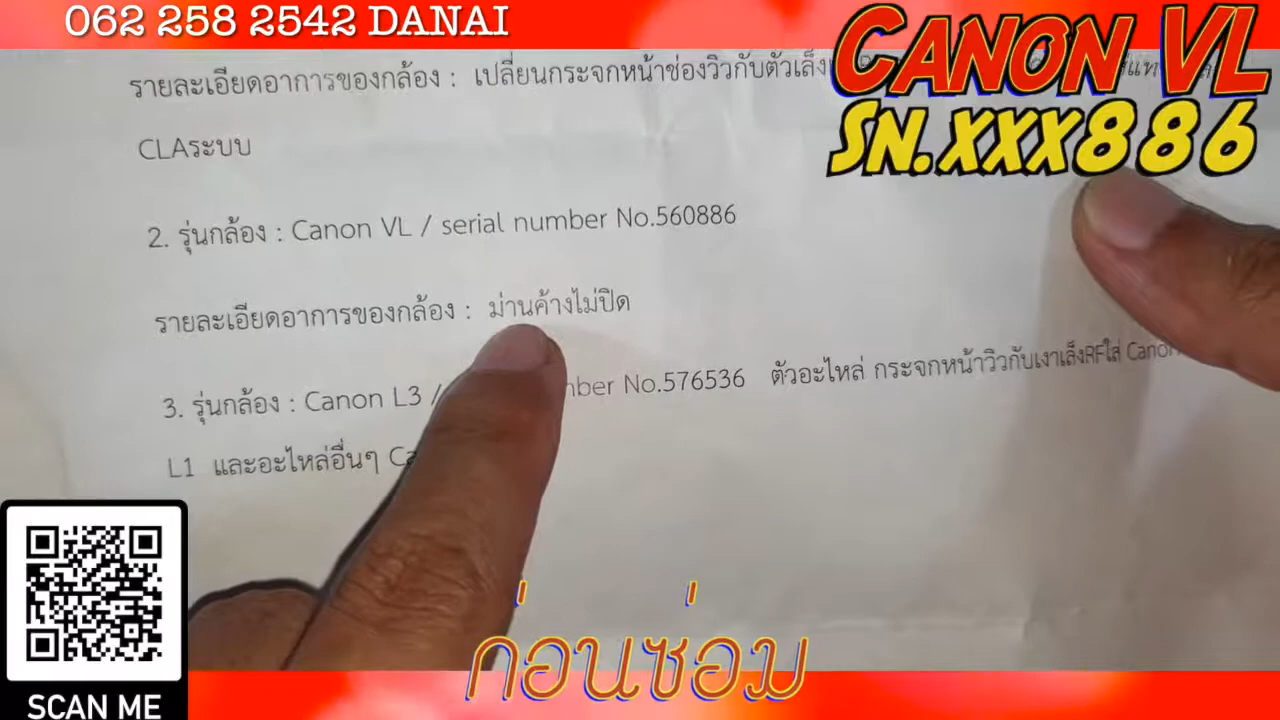 062 258 2542 DANAI
CANON VL
SN.XXX886
รายละเอียดอาการของกล้อง : เปลี่ยนกระจกหน้าช่องวิวกับตัวเล็ง
CLAระบบ
2. รุ่นกล้อง : Canon VL / serial number No.560886
รายละเอียดอาการของกล้อง : ม่านค้างไม่ปิด
3. รุ่นกล้อง : Canon L3 / No.576536 ตัวอะไหล่ กระจกหน้าวิวกับเงาเล็งRFใส่ Canon
L1 และอะไหล่อื่นๆ
ก่อนซ่อม
SCAN ME